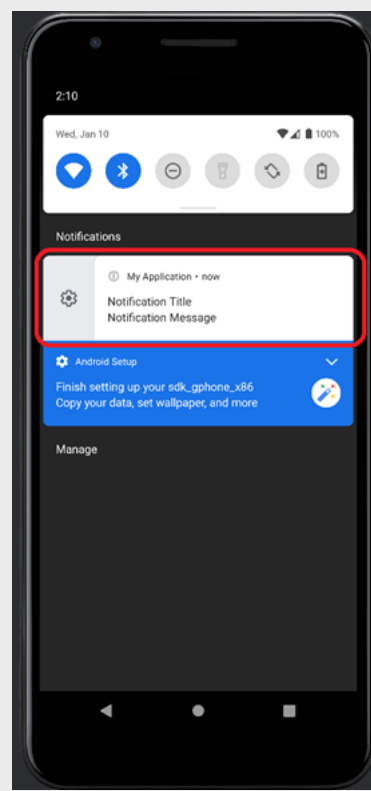 2:10
Wed, Jan 10
100%
Notifications
My Application • now
Notification Title
Notification Message
Android Setup
Finish setting up your sdk_gphone_x86
Copy your data, set wallpaper, and more
Manage